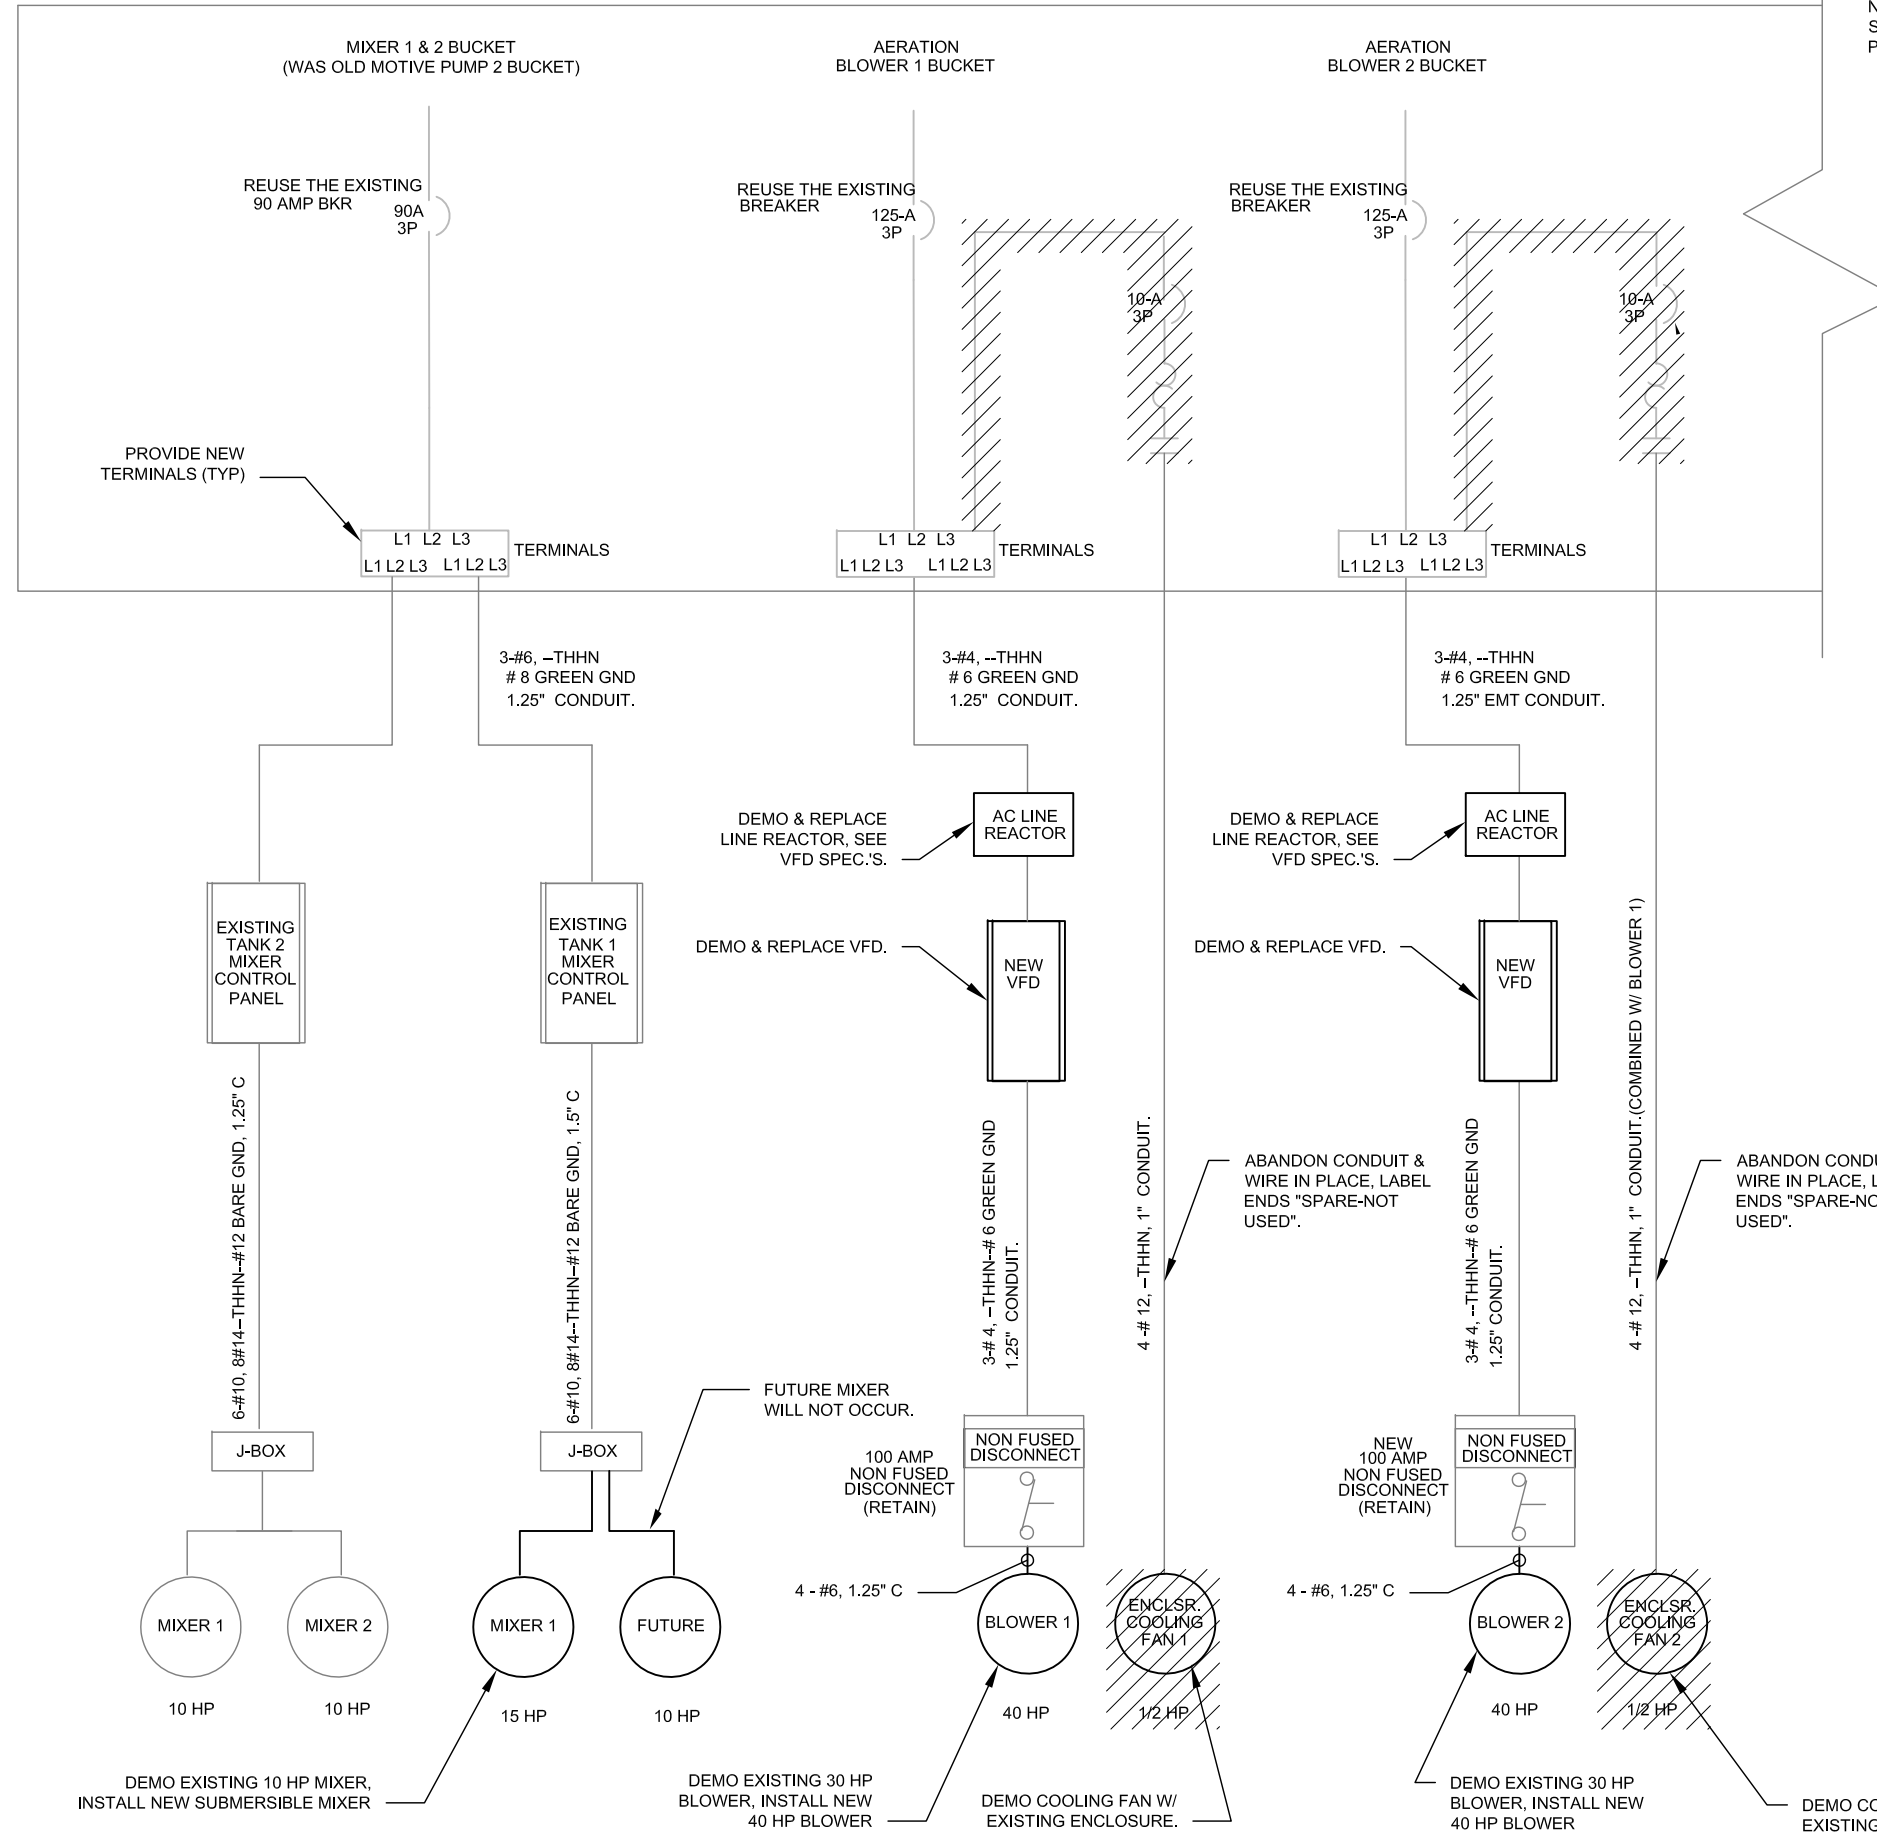 N
S
P
MIXER 1 & 2 BUCKET
(WAS OLD MOTIVE PUMP 2 BUCKET)
AERATION
BLOWER 1 BUCKET
AERATION
BLOWER 2 BUCKET
REUSE THE EXISTING
90 AMP BKR
90A
3P
REUSE THE EXISTING
BREAKER
125-A
3P
10-A
3P
REUSE THE EXISTING
BREAKER
125-A
3P
10-A
3P
PROVIDE NEW
TERMINALS (TYP)
L1 L2 L3
L1 L2 L3 L1 L2 L3
TERMINALS
L1 L2 L3
L1 L2 L3 L1 L2 L3
TERMINALS
L1 L2 L3
L1 L2 L3 L1 L2 L3
TERMINALS
3-#6, –THHN
# 8 GREEN GND
1.25" CONDUIT.
3-#4, --THHN
# 6 GREEN GND
1.25" CONDUIT.
3-#4, --THHN
# 6 GREEN GND
1.25" EMT CONDUIT.
DEMO & REPLACE
LINE REACTOR, SEE
VFD SPEC.'S.
AC LINE
REACTOR
DEMO & REPLACE
LINE REACTOR, SEE
VFD SPEC.'S.
AC LINE
REACTOR
EXISTING
TANK 2
MIXER
CONTROL
PANEL
EXISTING
TANK 1
MIXER
CONTROL
PANEL
DEMO & REPLACE VFD.
NEW
VFD
DEMO & REPLACE VFD.
NEW
VFD
6-#10, 8#14--THHN--#12 BARE GND, 1.25" C
6-#10, 8#14--THHN--#12 BARE GND, 1.5" C
3-# 4, --THHN--# 6 GREEN GND
1.25" CONDUIT.
4 -# 12, --THHN, 1" CONDUIT.
ABANDON CONDUIT &
WIRE IN PLACE, LABEL
ENDS "SPARE-NOT
USED".
3-# 4, --THHN--# 6 GREEN GND
1.25" CONDUIT.
4 -# 12, --THHN, 1" CONDUIT.(COMBINED W/ BLOWER 1)
ABANDON CONDU
WIRE IN PLACE, L
ENDS "SPARE-NO
USED".
FUTURE MIXER
WILL NOT OCCUR.
J-BOX
J-BOX
100 AMP
NON FUSED
DISCONNECT
(RETAIN)
NON FUSED
DISCONNECT
NEW
100 AMP
NON FUSED
DISCONNECT
(RETAIN)
NON FUSED
DISCONNECT
4 - #6, 1.25" C
4 - #6, 1.25" C
MIXER 1
MIXER 2
MIXER 1
FUTURE
BLOWER 1
ENCLSR.
COOLING
FAN 1
BLOWER 2
ENCLSR.
COOLING
FAN 2
10 HP
10 HP
15 HP
10 HP
40 HP
1/2 HP
40 HP
1/2 HP
DEMO EXISTING 10 HP MIXER,
INSTALL NEW SUBMERSIBLE MIXER
DEMO EXISTING 30 HP
BLOWER, INSTALL NEW
40 HP BLOWER
DEMO COOLING FAN W/
EXISTING ENCLOSURE.
DEMO EXISTING 30 HP
BLOWER, INSTALL NEW
40 HP BLOWER
DEMO CO
EXISTING